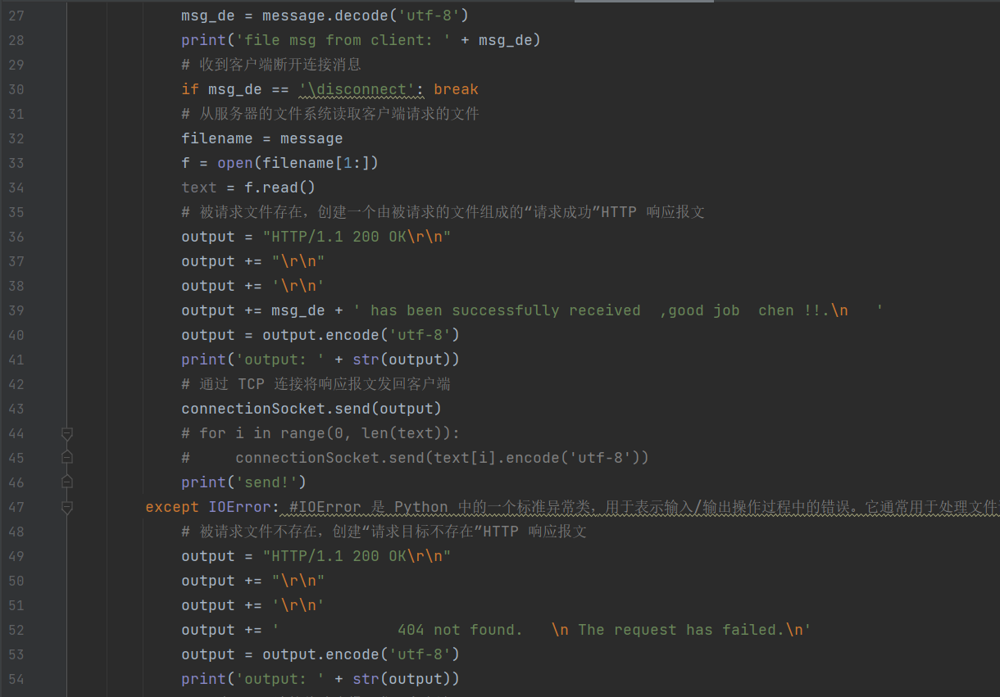 27 msg_de = message.decode('utf-8')
28 print('file msg from client: ' + msg_de)
29 # 收到客户端断开连接消息
30 if msg_de == '\disconnect': break
31 # 从服务器的文件系统读取客户端请求的文件
32 filename = message
33 f = open(filename[1:])
34 text = f.read()
35 # 被请求文件存在，创建一个由被请求的文件组成的“请求成功”HTTP 响应报文
36 output = "HTTP/1.1 200 OK\r\n"
37 output += "\r\n"
38 output += '\r\n'
39 output += msg_de + ' has been successfully received  ,good job  chen !!.\n   '
40 output = output.encode('utf-8')
41 print('output: ' + str(output))
42 # 通过 TCP 连接将响应报文发回客户端
43 connectionSocket.send(output)
44 # for i in range(0, len(text)):
45 #     connectionSocket.send(text[i].encode('utf-8'))
46 print('send!')
47 except IOError: #IOError 是 Python 中的一个标准异常类，用于表示输入/输出操作过程中的错误。它通常用于处理文件
48 # 被请求文件不存在，创建“请求目标不存在”HTTP 响应报文
49 output = "HTTP/1.1 200 OK\r\n"
50 output += "\r\n"
51 output += '\r\n'
52 output += '             404 not found.   \n The request has failed.\n'
53 output = output.encode('utf-8')
54 print('output: ' + str(output))